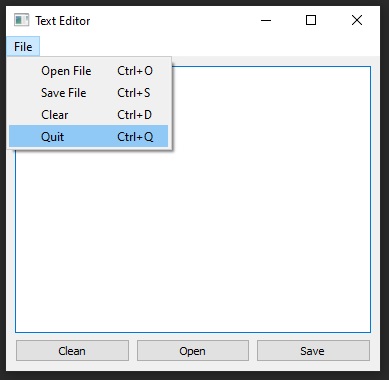 Text Editor
File
Open File Ctrl+O
Save File Ctrl+S
Clear Ctrl+D
Quit Ctrl+Q
Clean Open Save